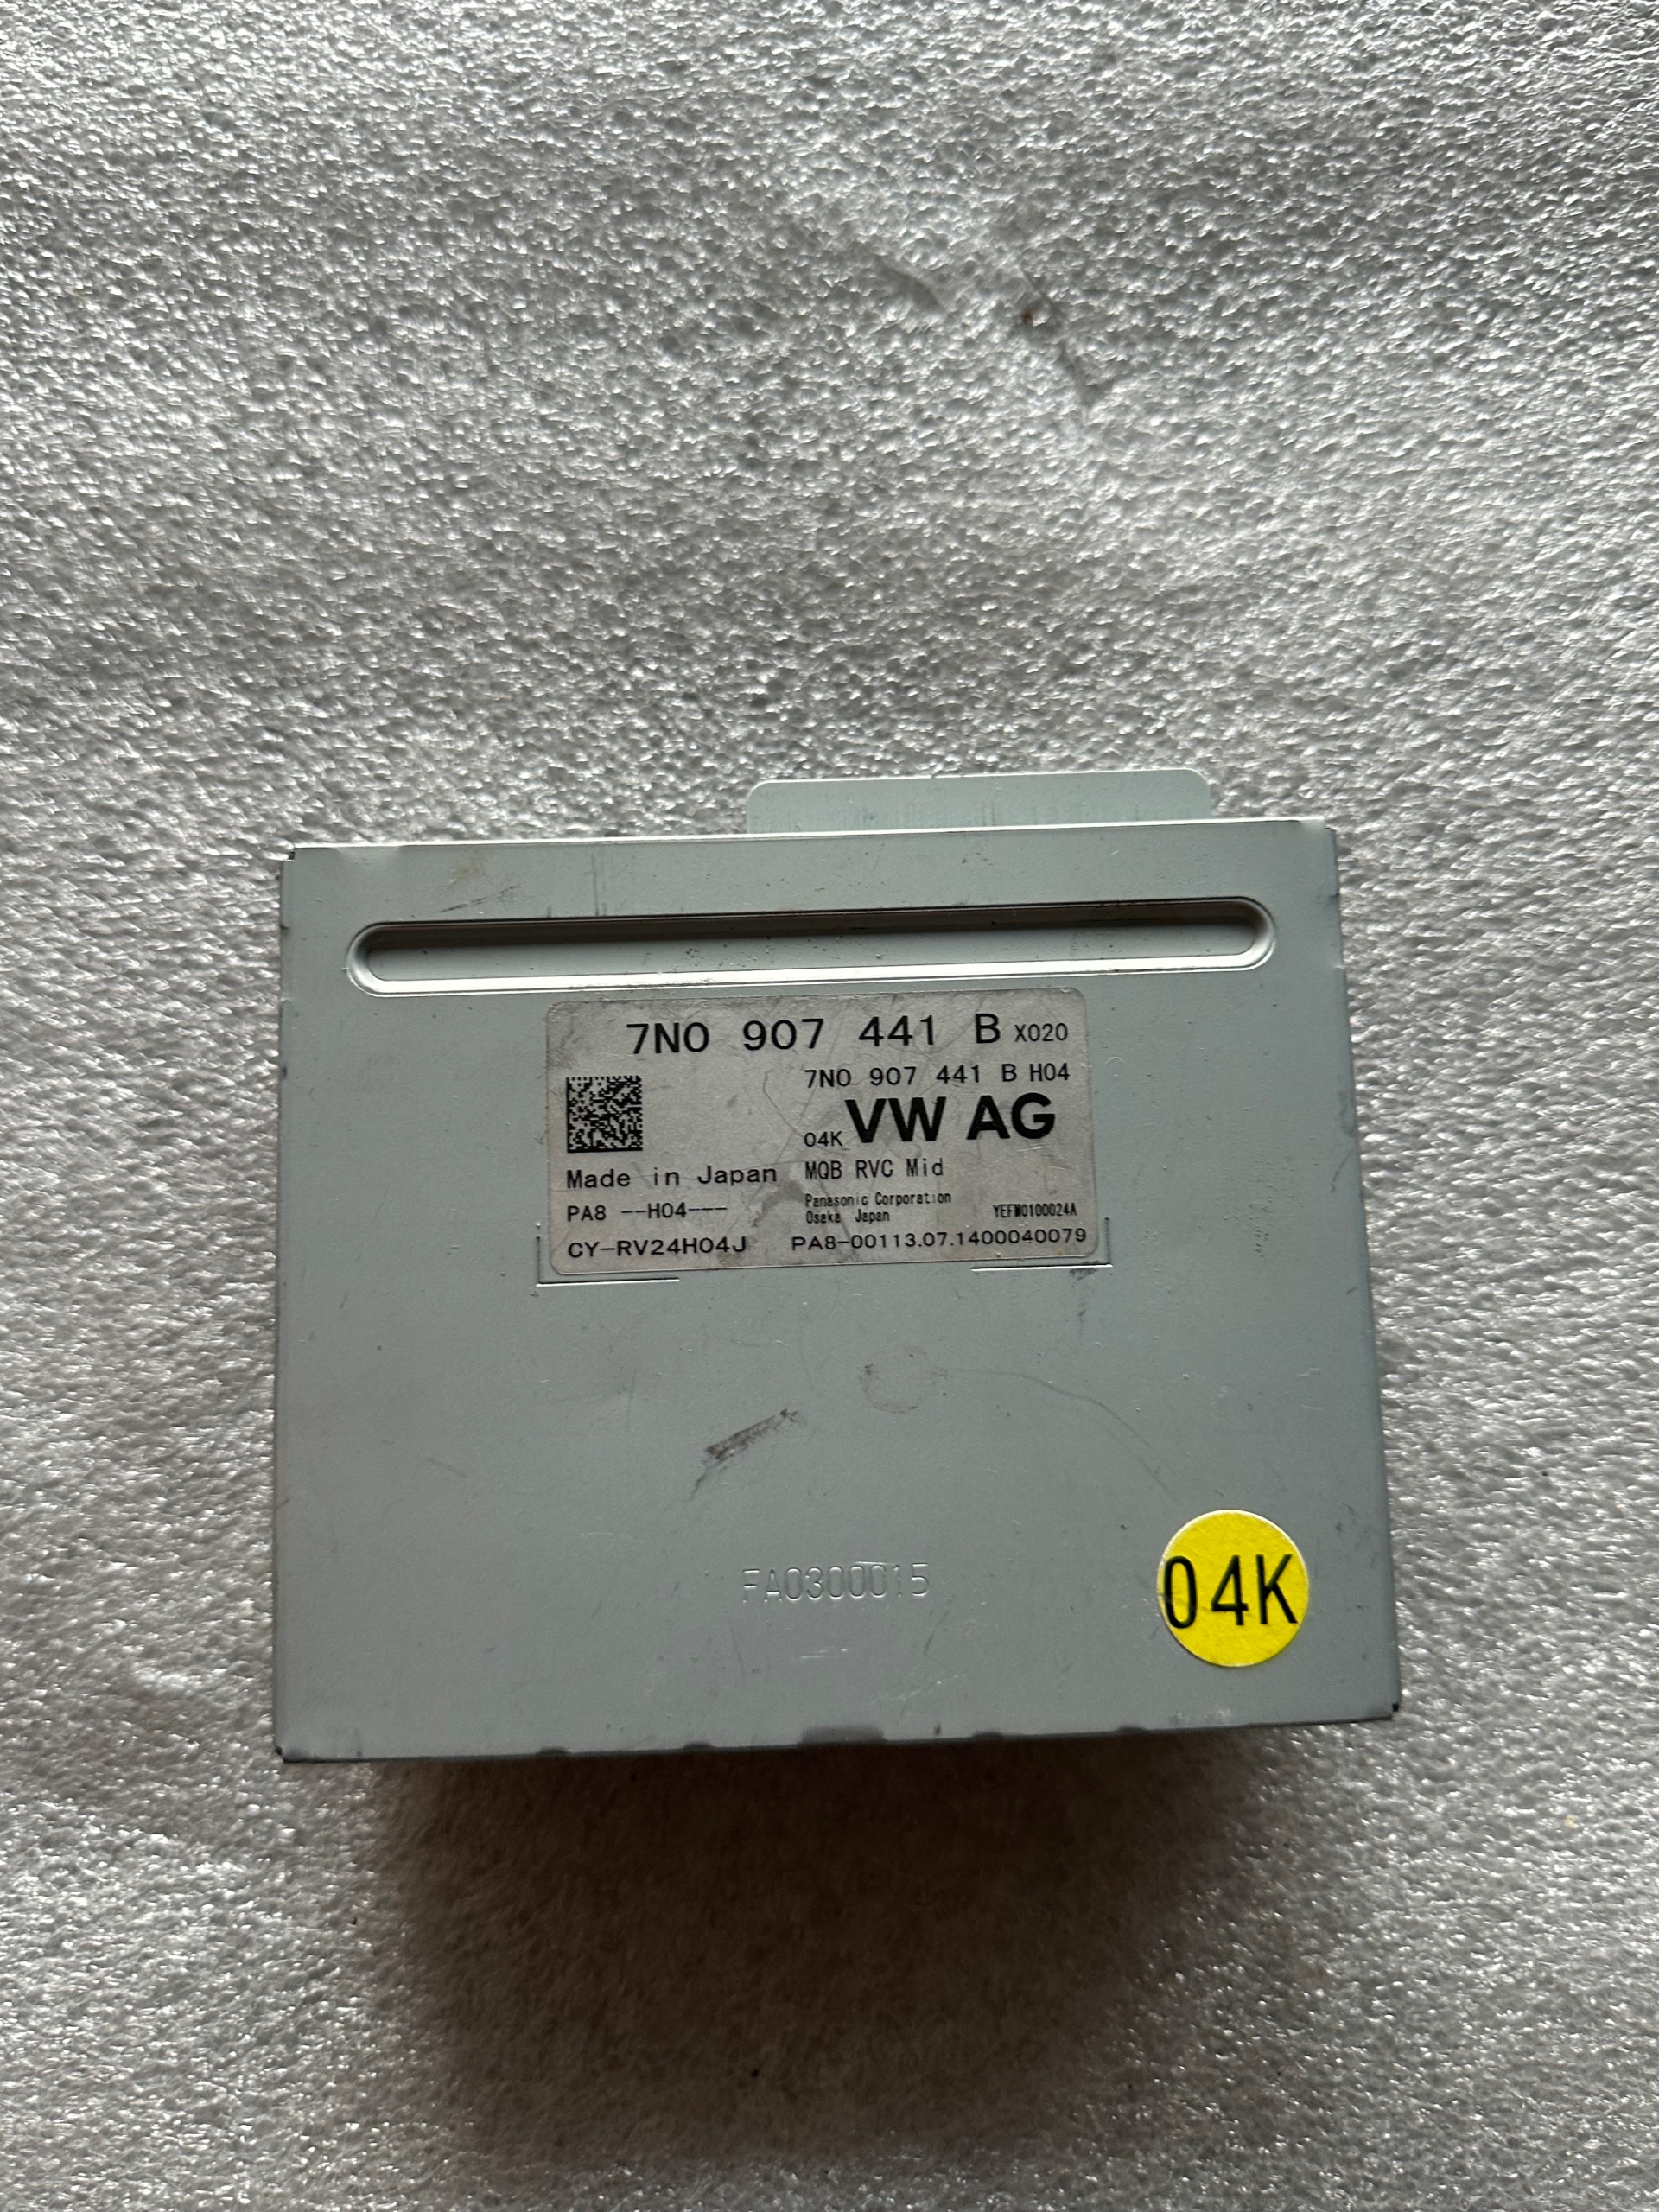 7N0 907 441 B X020
7N0 907 441 B H04
04K VW AG
Made in Japan MQB RVC Mid
PA8 --H04--- Panasonic Corporation
Osaka Japan YEFM0100024A
CY-RV24H04J PA8-00113.07.1400040079
FA0300015
04K